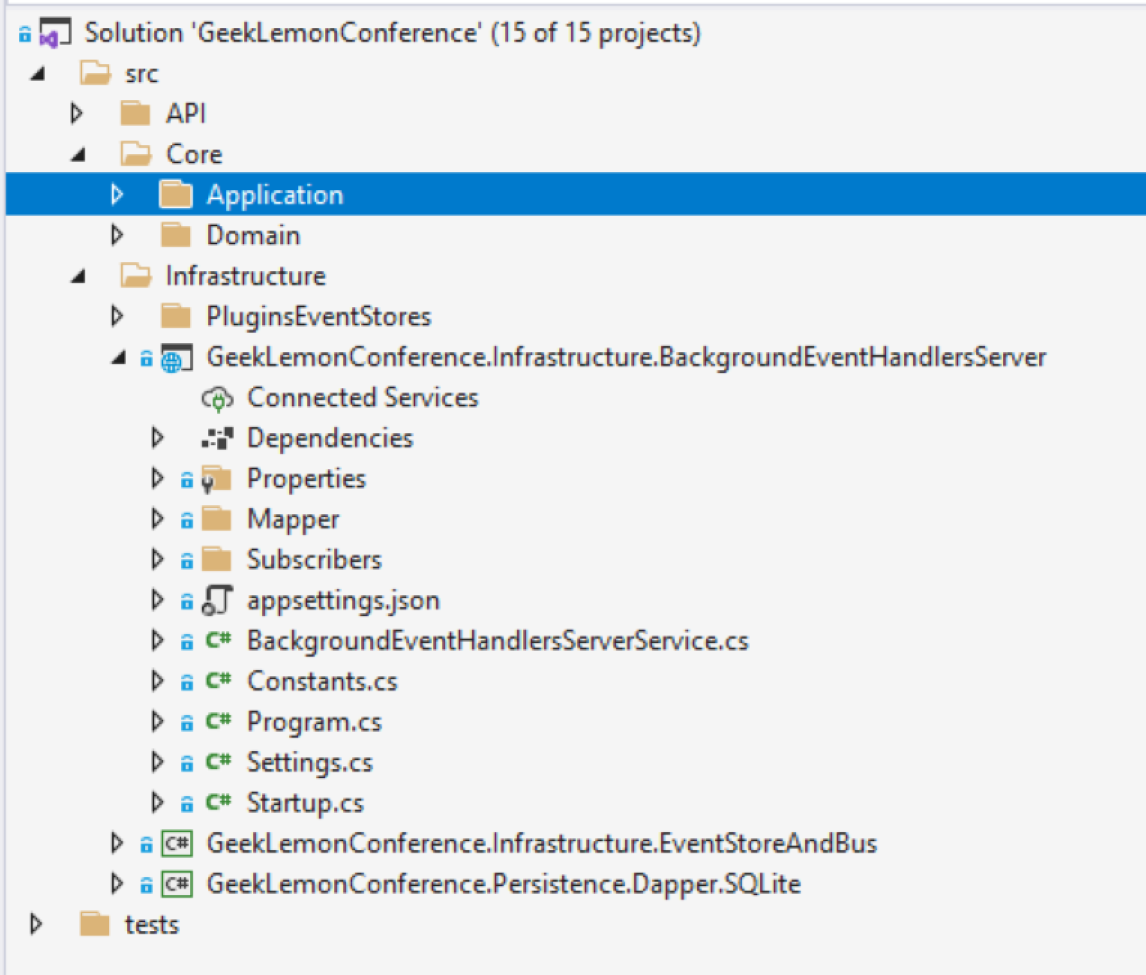 Solution 'GeekLemonConference' (15 of 15 projects)
src
API
Core
Application
Domain
Infrastructure
PluginsEventStores
GeekLemonConference.Infrastructure.BackgroundEventHandlersServer
Connected Services
Dependencies
Properties
Mapper
Subscribers
appsettings.json
C# BackgroundEventHandlersServerService.cs
C# Constants.cs
C# Program.cs
C# Settings.cs
C# Startup.cs
C# GeekLemonConference.Infrastructure.EventStoreAndBus
C# GeekLemonConference.Persistence.Dapper.SQLite
tests